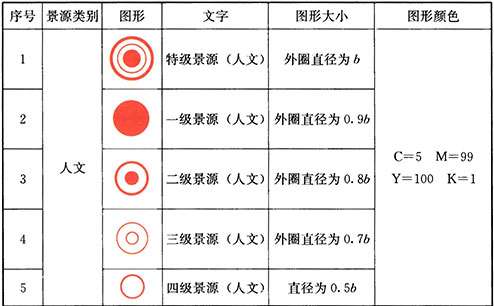 序号 景源类别 图形 文字 图形大小 图形颜色
1 人文 特级景源（人文） 外圈直径为b C=5 M=99 Y=100 K=1
2 一级景源（人文） 外圈直径为0.9b
3 二级景源（人文） 外圈直径为0.8b
4 三级景源（人文） 外圈直径为0.7b
5 四级景源（人文） 直径为0.5b